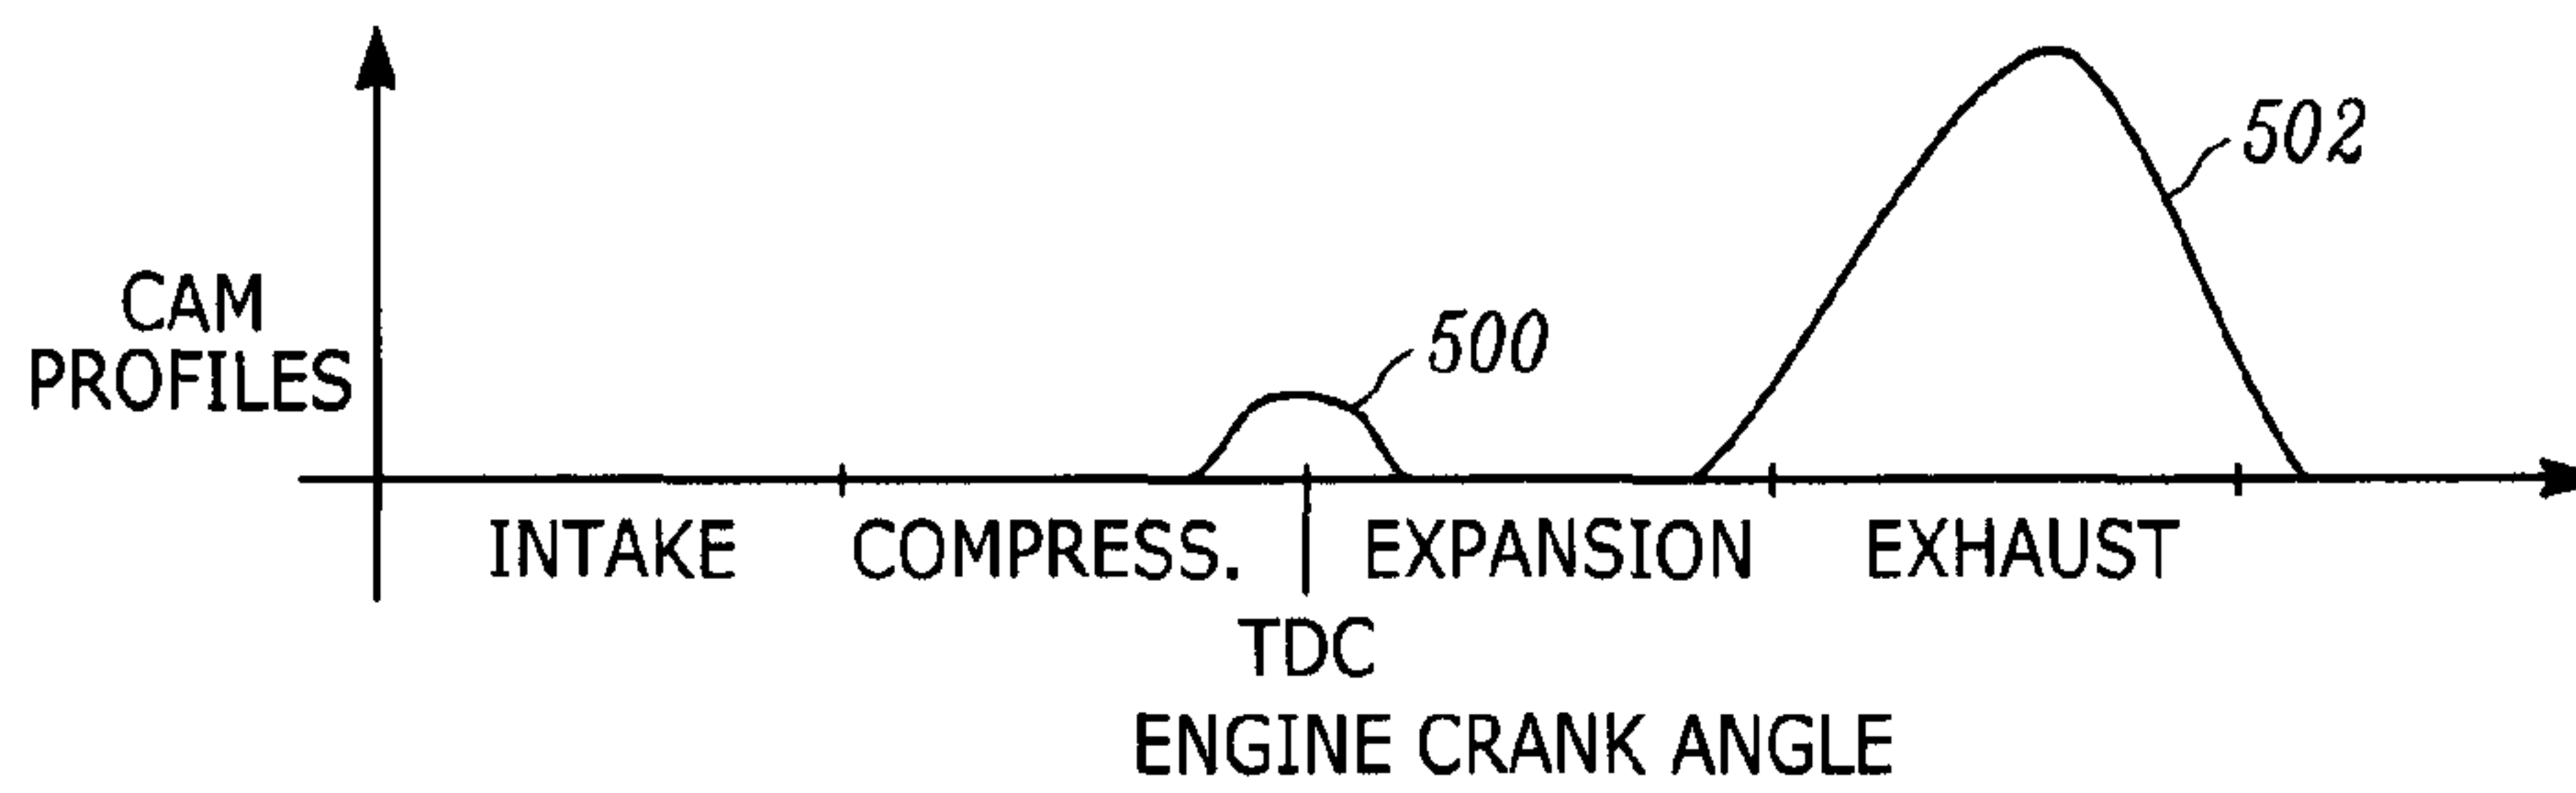 502
500
CAM
PROFILES
INTAKE COMPRESS. EXPANSION EXHAUST
TDC
ENGINE CRANK ANGLE